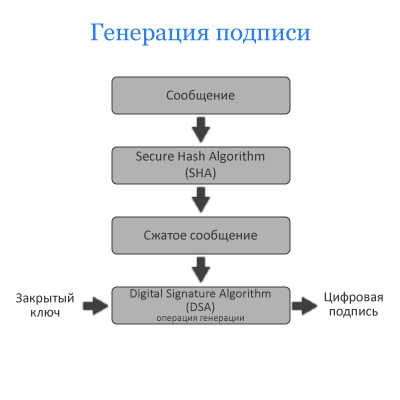 Генерация подписи
Сообщение
Secure Hash Algorithm
(SHA)
Сжатое сообщение
Закрытый
ключ
Digital Signature Algorithm
(DSA)
операция генерации
Цифровая
подпись